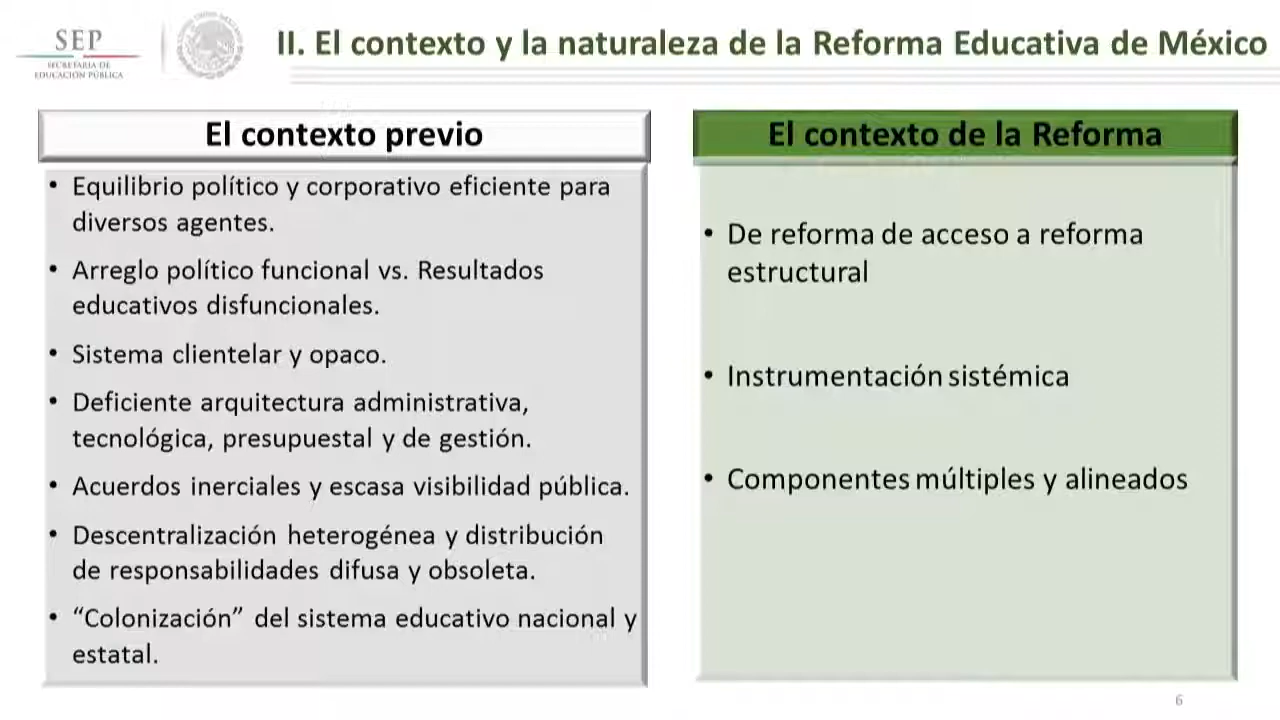 SEP
SECRETARÍA DE
EDUCACIÓN PÚBLICA
II. El contexto y la naturaleza de la Reforma Educativa de México
El contexto previo
• Equilibrio político y corporativo eficiente para
diversos agentes.
• Arreglo político funcional vs. Resultados
educativos disfuncionales.
• Sistema clientelar y opaco.
• Deficiente arquitectura administrativa,
tecnológica, presupuestal y de gestión.
• Acuerdos inerciales y escasa visibilidad pública.
• Descentralización heterogénea y distribución
de responsabilidades difusa y obsoleta.
• “Colonización” del sistema educativo nacional y
estatal.
El contexto de la Reforma
• De reforma de acceso a reforma
estructural
• Instrumentación sistémica
• Componentes múltiples y alineados
6